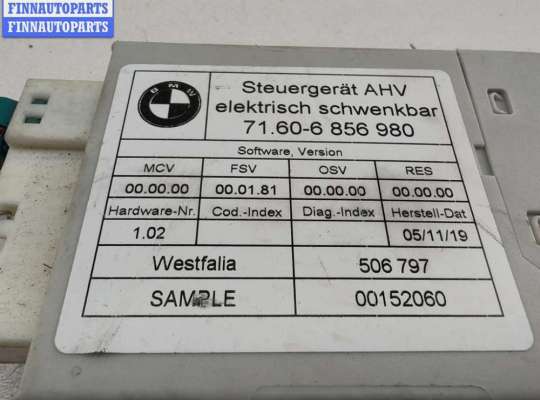 FINNAUTOPARTS
FINNAUTOPARTS
BMW
Steuergerät AHV
elektrisch schwenkbar
71.60-6 856 980
Software, Version
MCV FSV OSV RES
00.00.00 00.01.81 00.00.00 00.00.00
Hardware-Nr. Cod.-Index Diag.-Index Herstell-Dat
1.02 05/11/19
Westfalia 506 797
SAMPLE 00152060